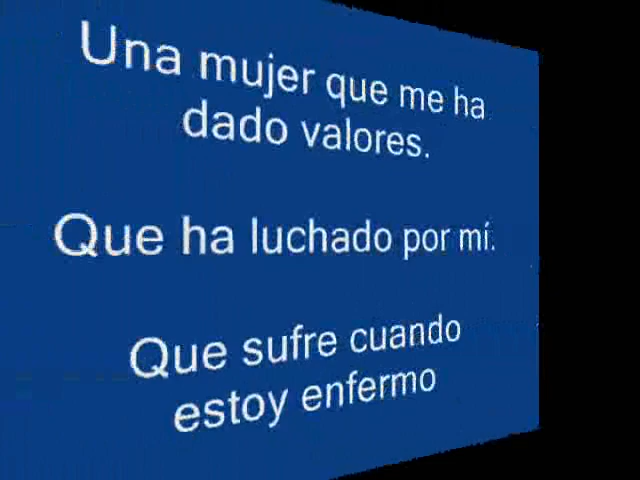 Una mujer que me ha
dado valores.
Que ha luchado por mí.
Que sufre cuando
estoy enfermo